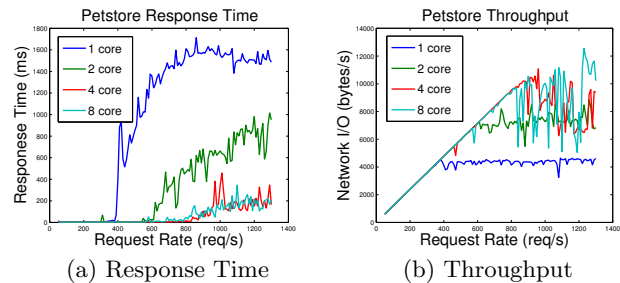 Petstore Response Time
Response Time (ms)
1800
1600
1400
1200
1000
800
600
400
200
0
1 core
2 core
4 core
8 core
0 200 400 600 800 1000 1200 1400
Request Rate (req/s)
(a) Response Time
Petstore Throughput
Network I/O (bytes/s)
14000
12000
10000
8000
6000
4000
2000
0
1 core
2 core
4 core
8 core
0 200 400 600 800 1000 1200 1400
Request Rate (req/s)
(b) Throughput